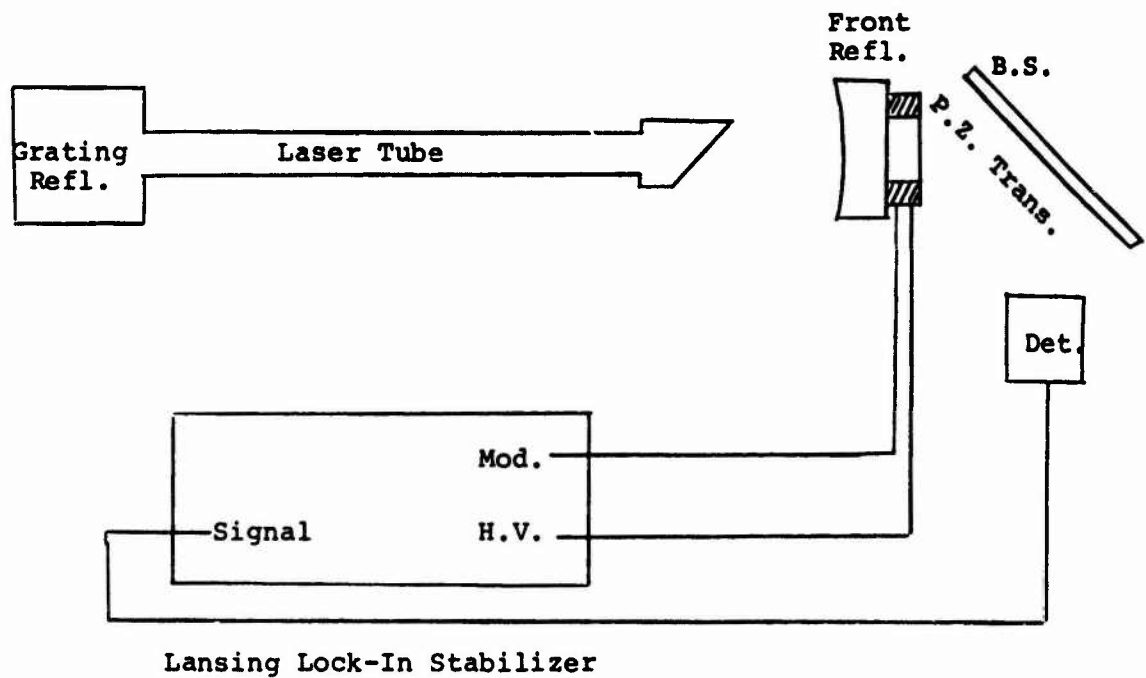 Front
Refl.
B.S.
P.Z. Trans.
Grating
Refl.
Laser Tube
Det.
Mod.
Signal
H.V.
Lansing Lock-In Stabilizer